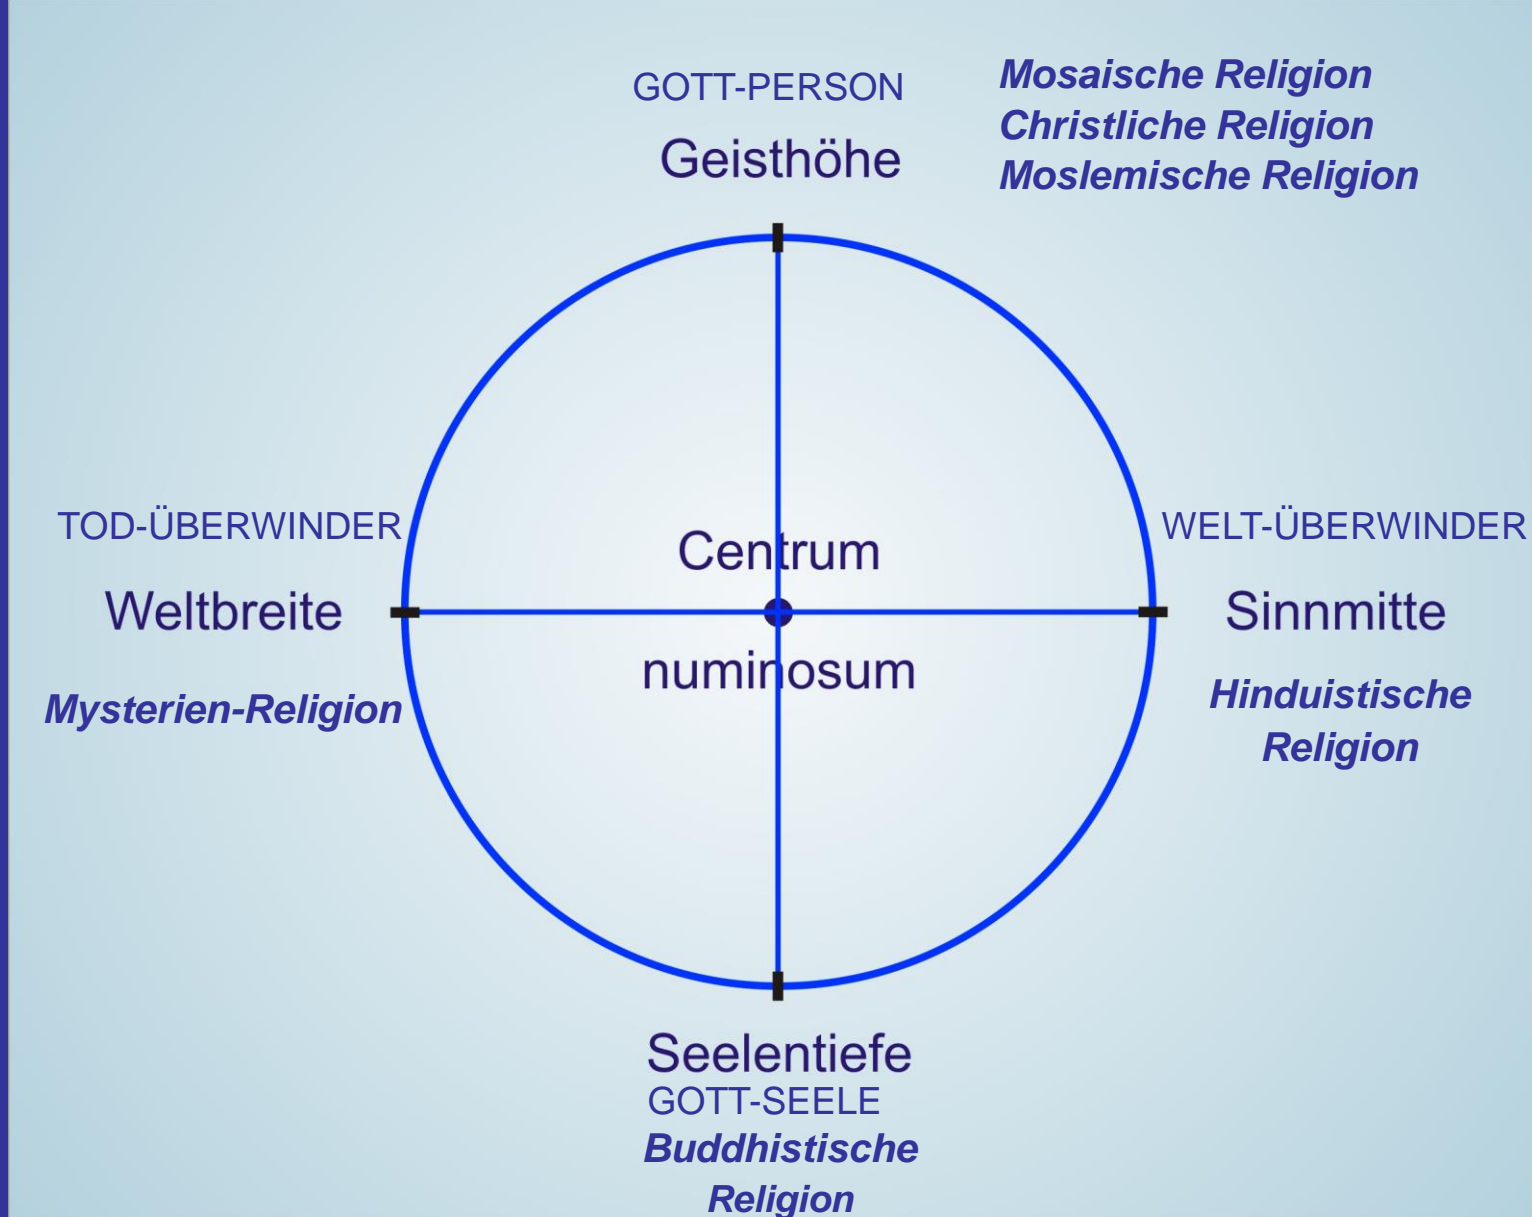 GOTT-PERSON
Geisthöhe
Mosaische Religion
Christliche Religion
Moslemische Religion
TOD-ÜBERWINDER
Weltbreite
Mysterien-Religion
Centrum
numinosum
WELT-ÜBERWINDER
Sinnmitte
Hinduistische
Religion
Seelentiefe
GOTT-SEELE
Buddhistische
Religion